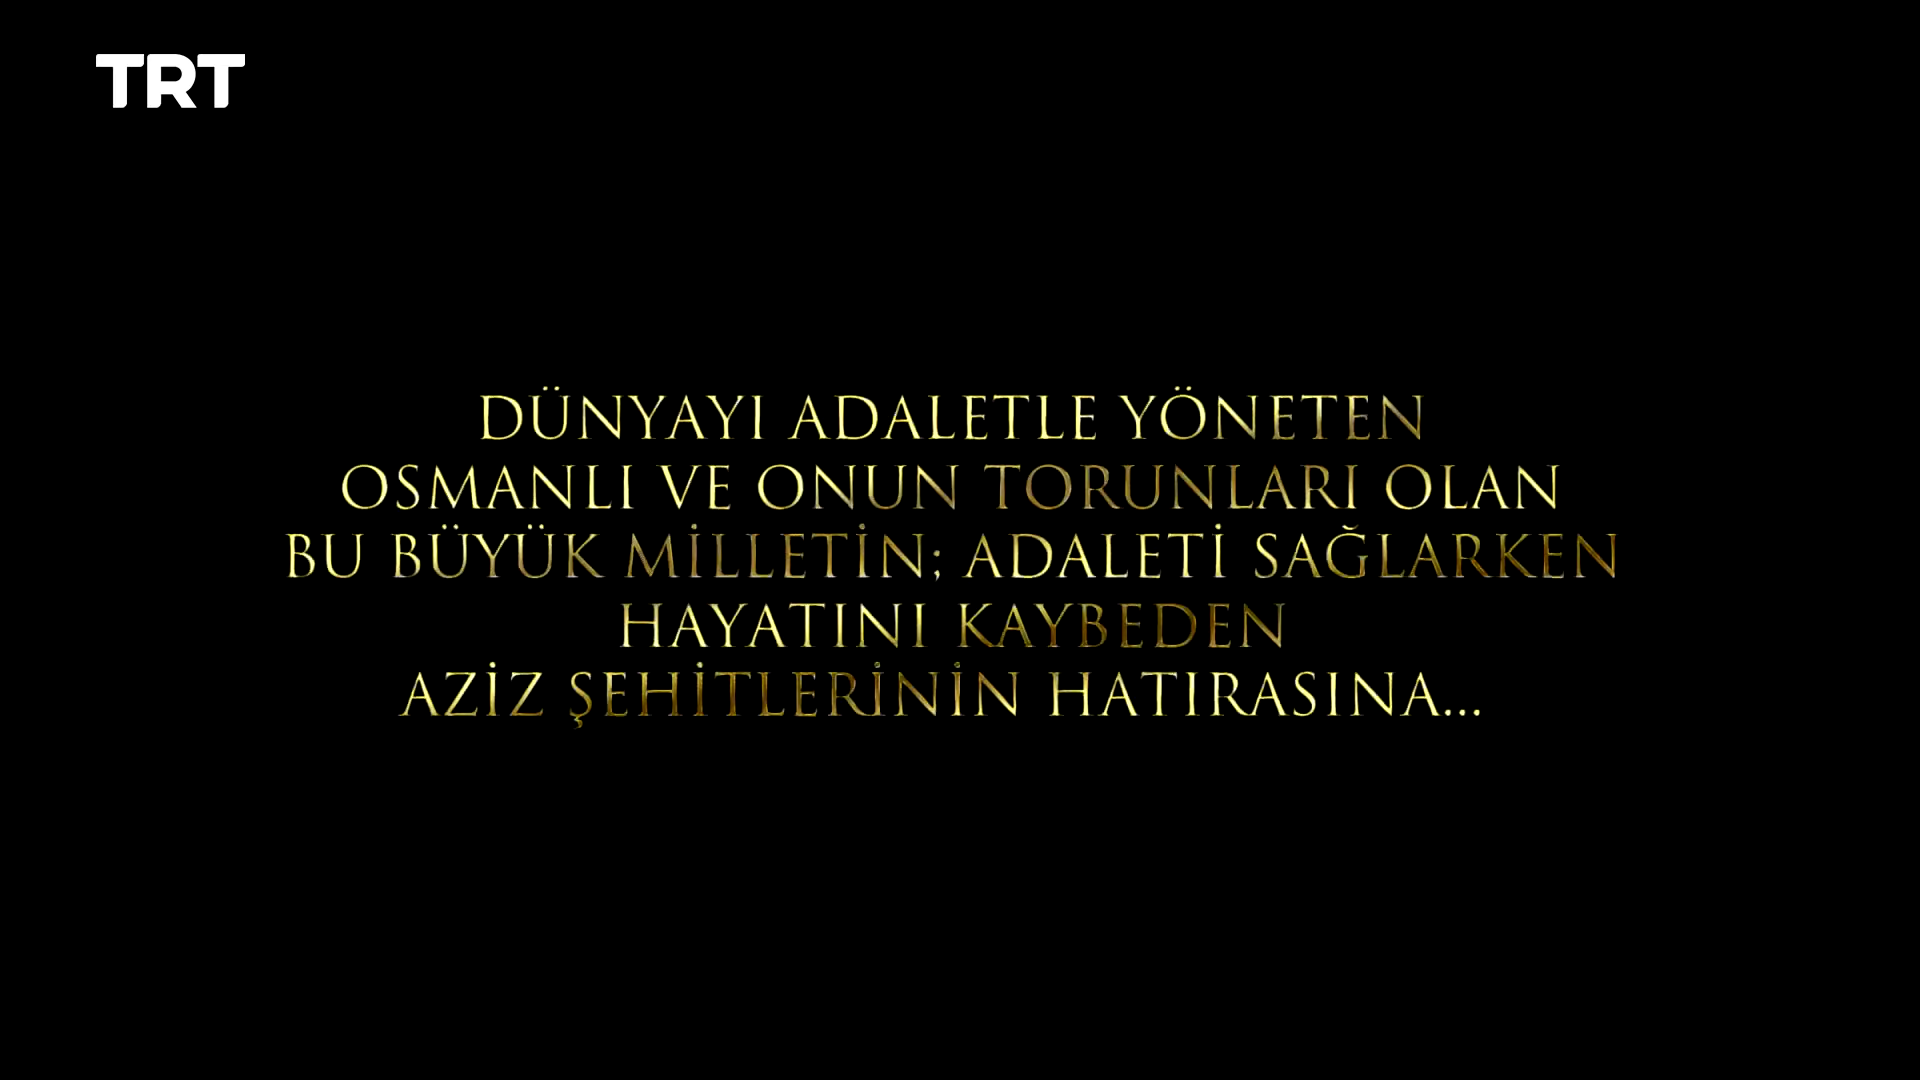 TRT
DÜNYAYI ADALETLE YÖNETEN
OSMANLI VE ONUN TORUNLARI OLAN
BU BÜYÜK MİLLETİN; ADALETİ SAĞLARKEN
HAYATINI KAYBEDEN
AZİZ ŞEHİTLERİNİN HATIRASINA...